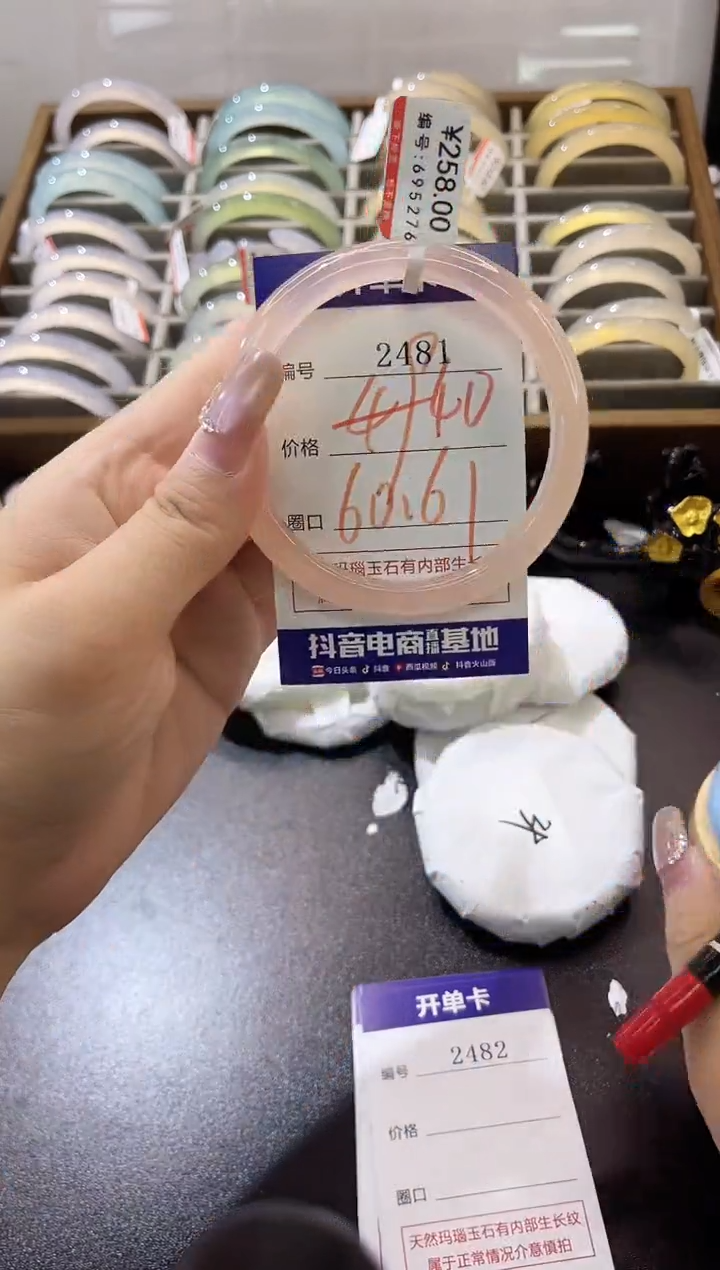 ¥258.00
编号:695276
编号 2481
价格 440
圈口 60.61
玛瑙玉石有内部生长
抖音电商直播基地
今日头条 抖音 西瓜视频 抖音火山版
开单卡
编号 2482
价格
圈口
天然玛瑙玉石有内部生长纹
属于正常情况介意慎拍